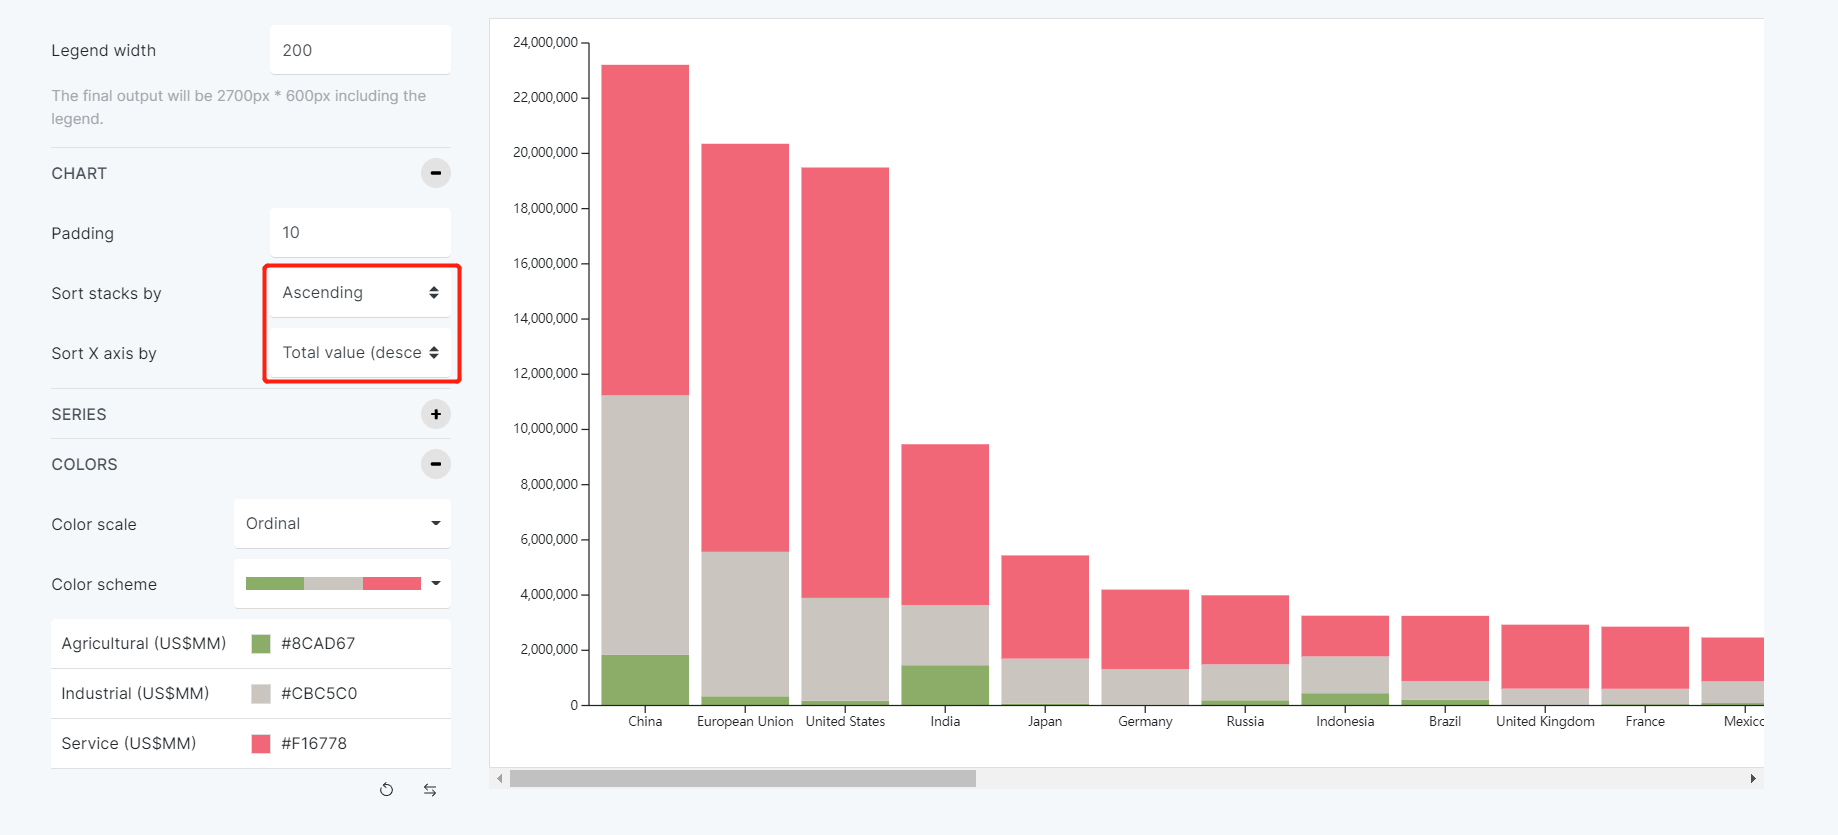 Legend width
200
The final output will be 2700px * 600px including the
legend.
CHART
Padding
10
Sort stacks by
Ascending
Sort X axis by
Total value (desce
SERIES
COLORS
Color scale
Ordinal
Color scheme
Agricultural (US$MM)
#8CAD67
Industrial (US$MM)
#CBC5C0
Service (US$MM)
#F16778
24,000,000
22,000,000
20,000,000
18,000,000
16,000,000
14,000,000
12,000,000
10,000,000
8,000,000
6,000,000
4,000,000
2,000,000
0
China
European Union
United States
India
Japan
Germany
Russia
Indonesia
Brazil
United Kingdom
France
Mexico